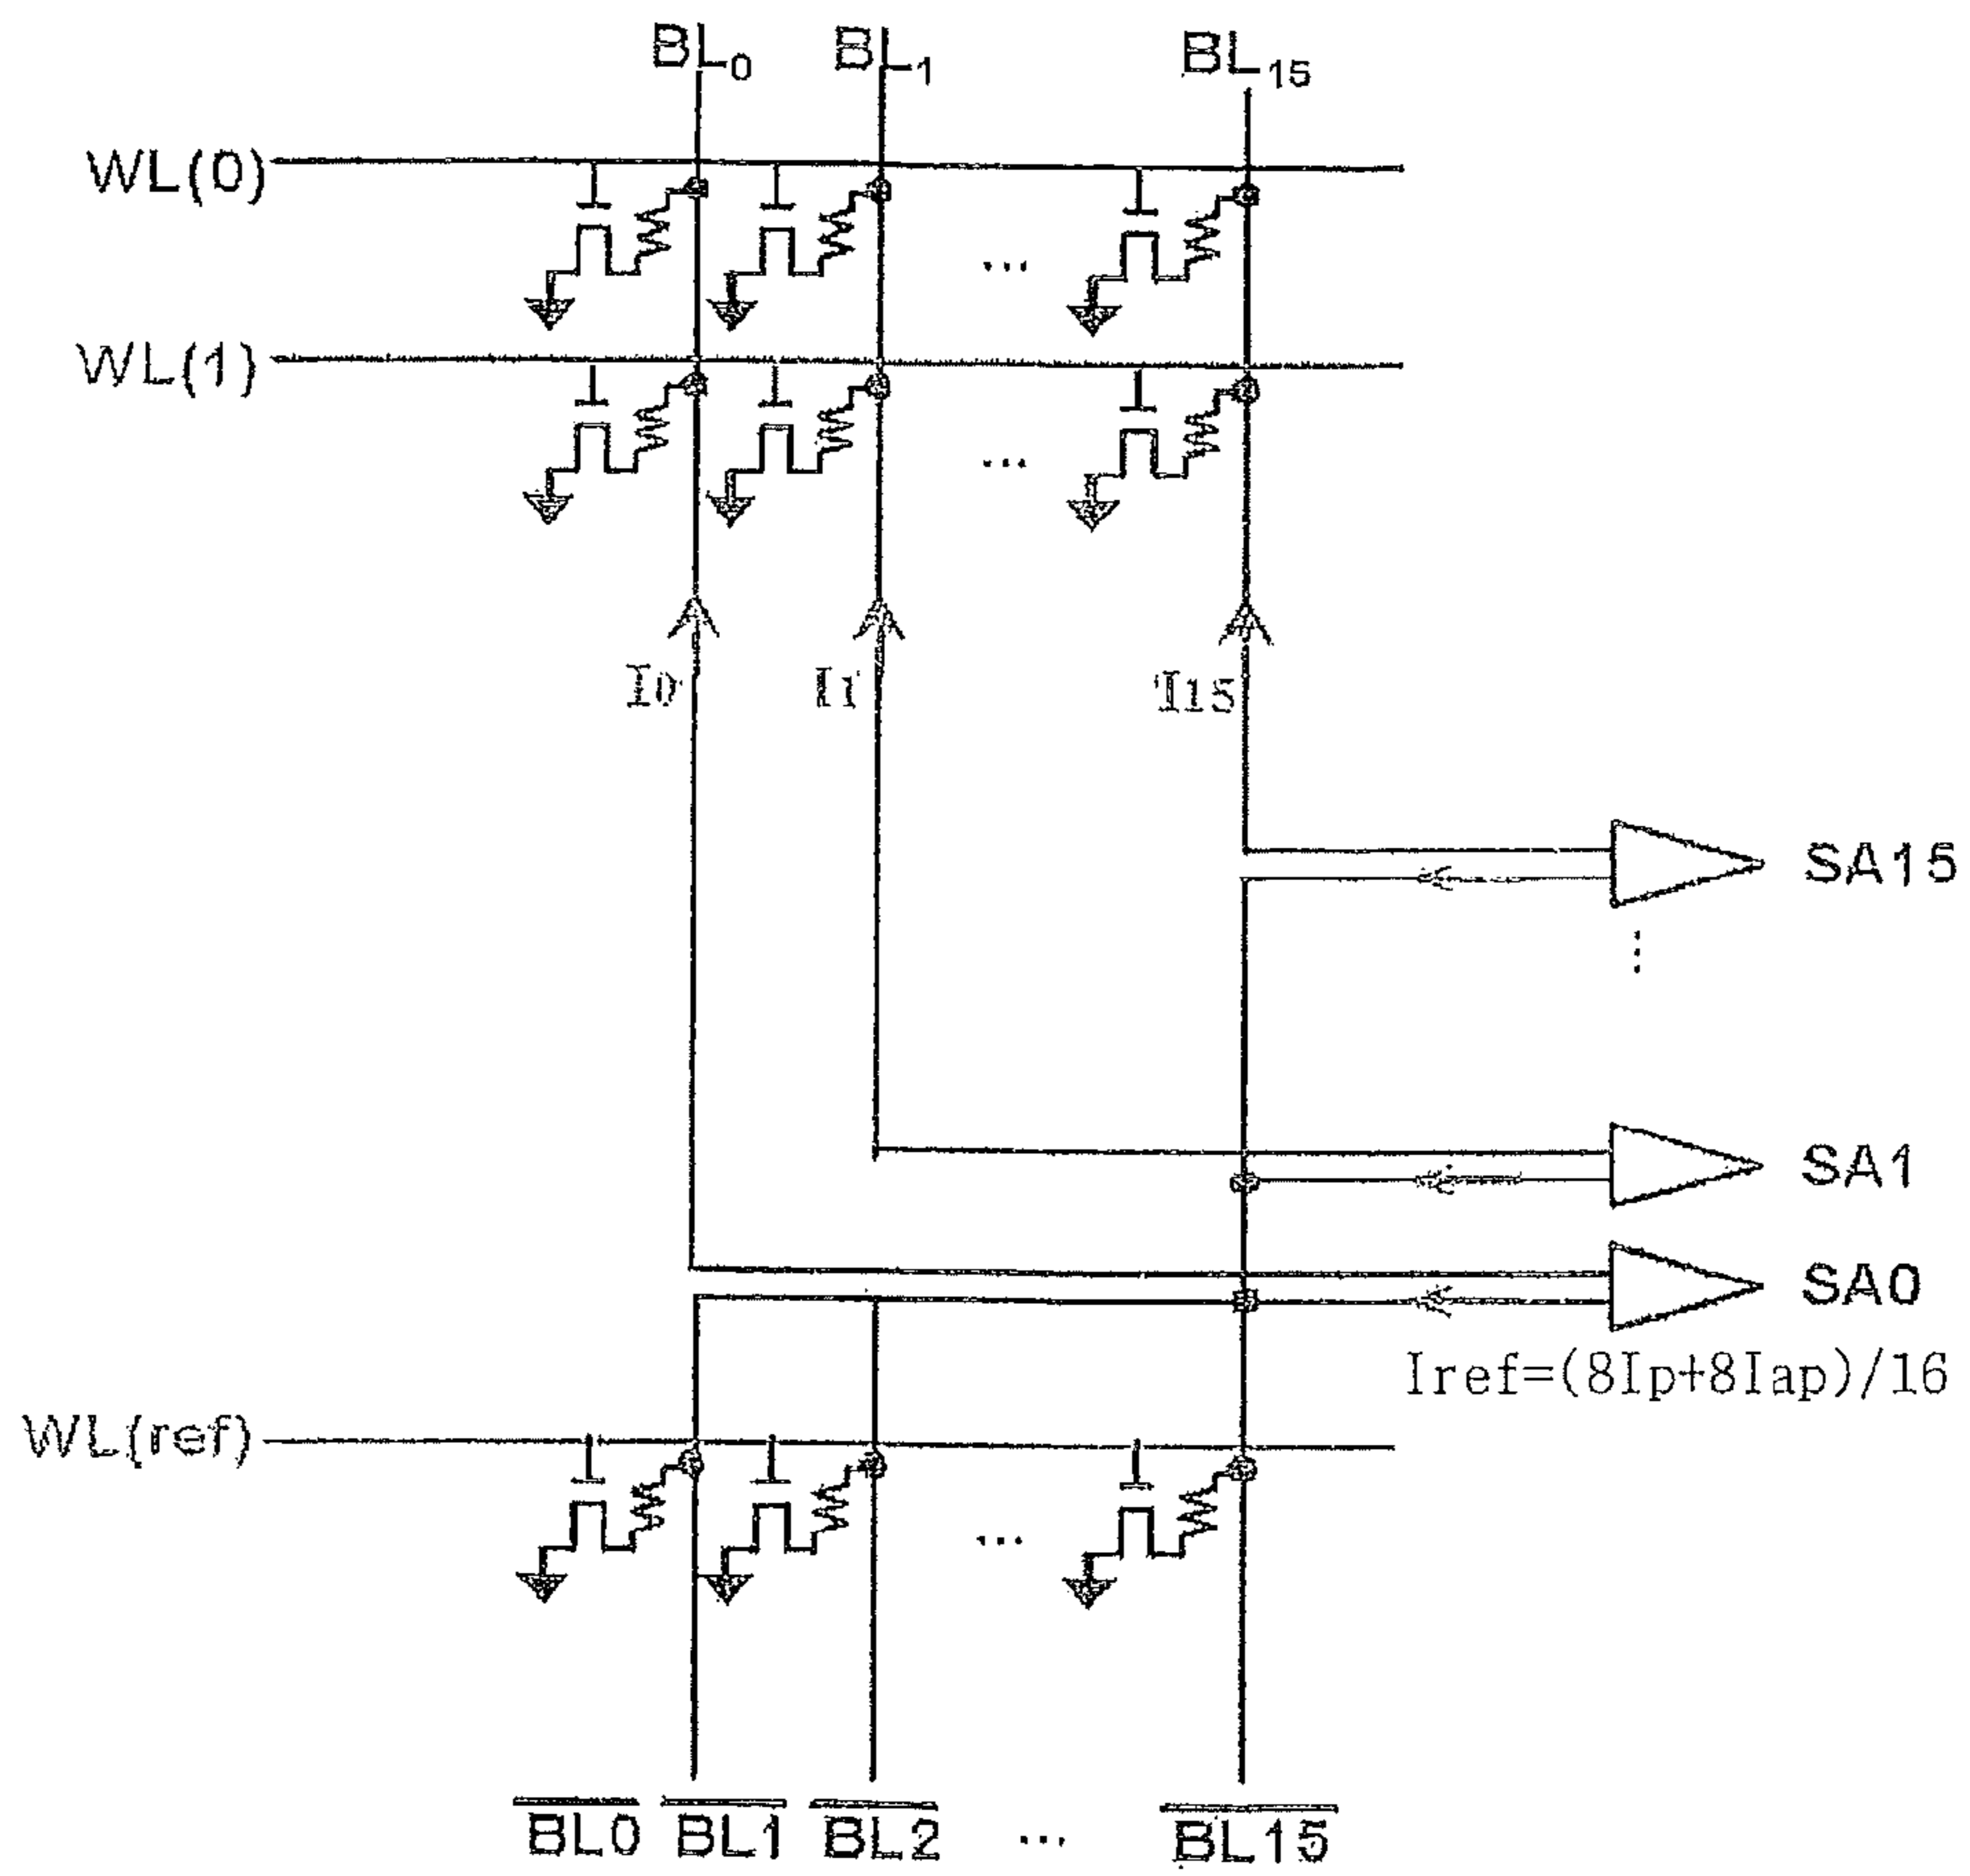 BL0 BL1 BL15
WL(0)
...
WL(1)
...
I0 I1 I15
SA15
...
SA1
SA0
Iref=(8Ip+8Iap)/16
WL(ref)
...
BL0 BL1 BL2 ... BL15